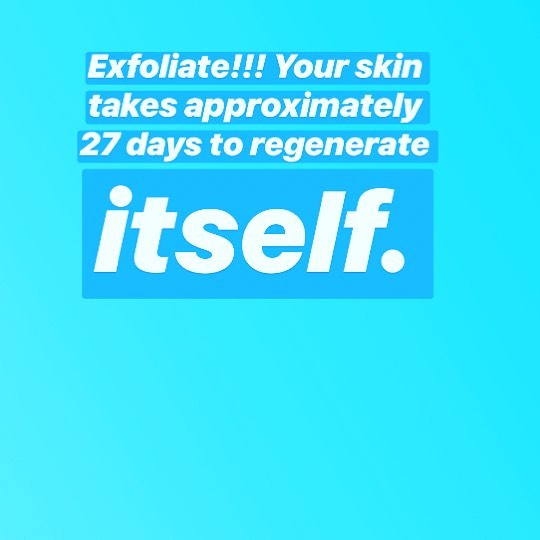 Exfoliate!!! Your skin
takes approximately
27 days to regenerate
itself.